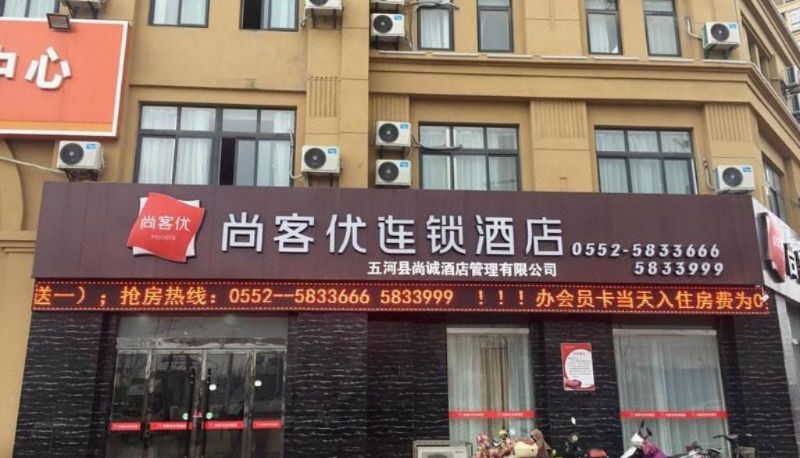 中心
尚客优
Hotels
尚客优连锁酒店
0552-5833666
5833999
五河县尚诚酒店管理有限公司
送一）；抢房热线：0552--5833666 5833999 ！！！办会员卡当天入住房费为0